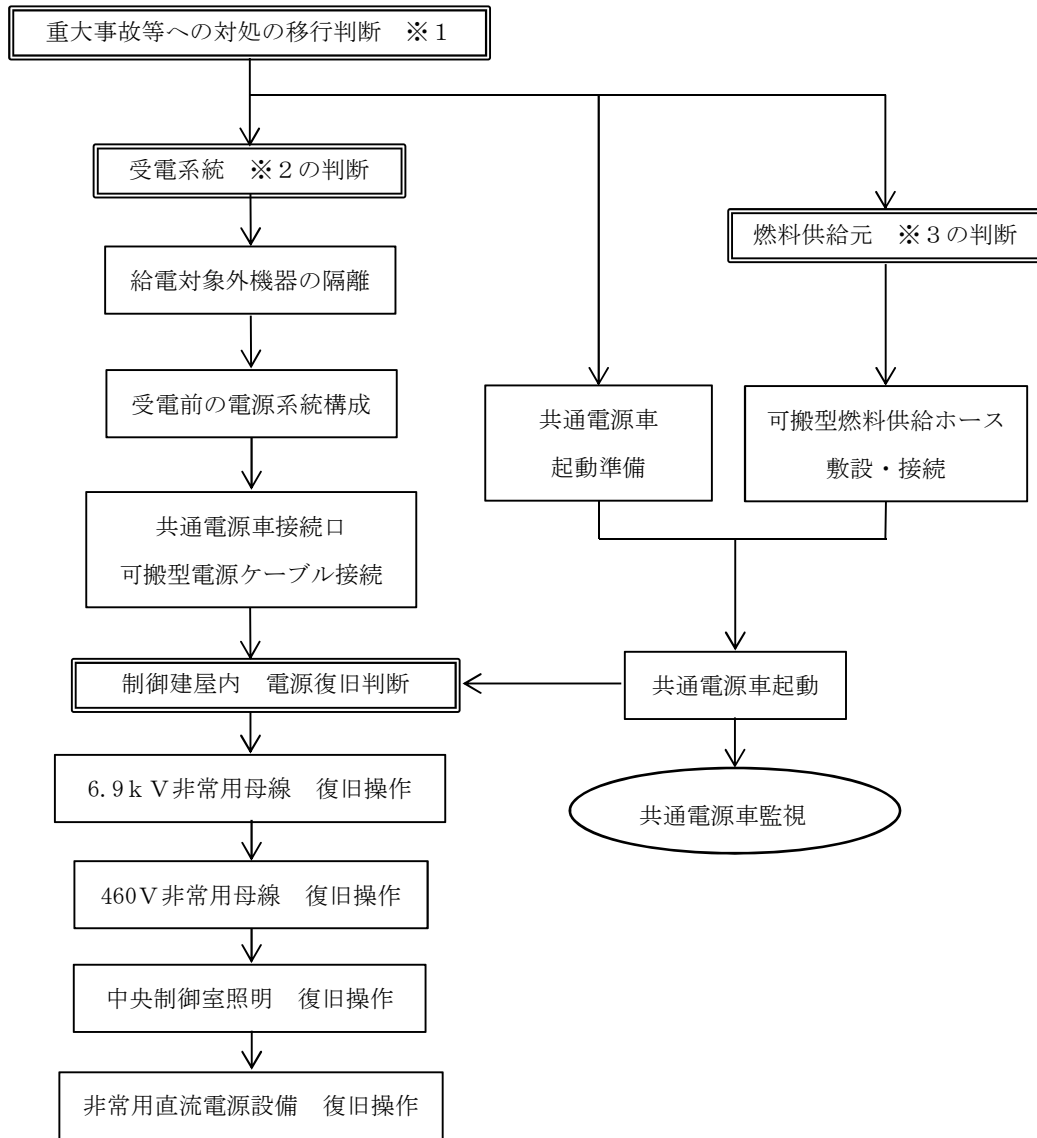 重大事故等への対処の移行判断　※１
受電系統　※２の判断
給電対象外機器の隔離
受電前の電源系統構成
共通電源車接続口
可搬型電源ケーブル接続
制御建屋内　電源復旧判断
6.9ｋＶ非常用母線　復旧操作
460Ｖ非常用母線　復旧操作
中央制御室照明　復旧操作
非常用直流電源設備　復旧操作
共通電源車
起動準備
燃料供給元　※３の判断
可搬型燃料供給ホース
敷設・接続
共通電源車起動
共通電源車監視